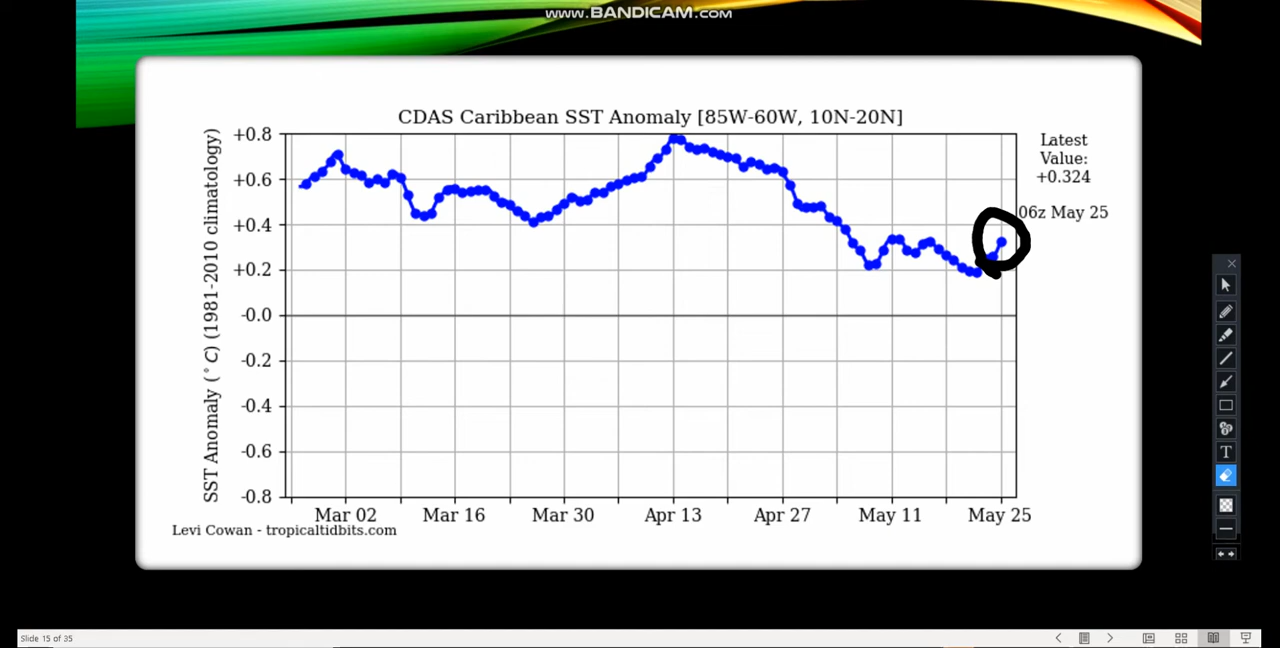 www.BANDICAM.com
CDAS Caribbean SST Anomaly [85W-60W, 10N-20N]
SST Anomaly (°C) (1981-2010 climatology)
+0.8
+0.6
+0.4
+0.2
-0.0
-0.2
-0.4
-0.6
-0.8
Latest
Value:
+0.324
06z May 25
Mar 02 Mar 16 Mar 30 Apr 13 Apr 27 May 11 May 25
Levi Cowan - tropicaltidbits.com
T
Slide 15 of 35